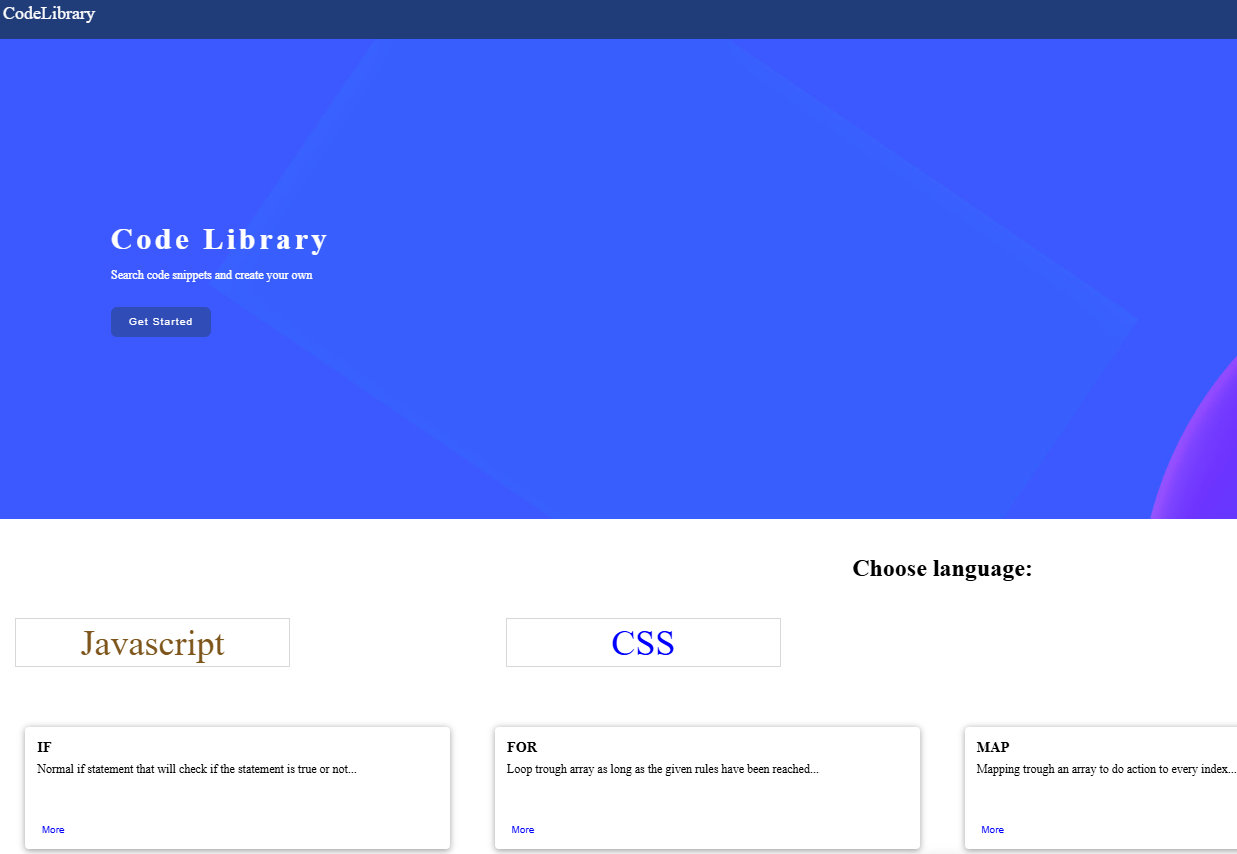 CodeLibrary
Code Library
Search code snippets and create your own
Get Started
Choose language:
Javascript
CSS
IF
Normal if statement that will check if the statement is true or not...
More
FOR
Loop trough array as long as the given rules have been reached...
More
MAP
Mapping trough an array to do action to every index...
More